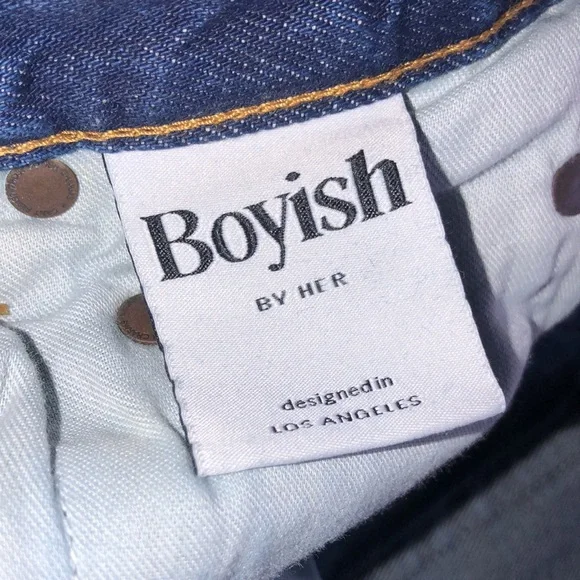 Boyish
BY HER
designed in
LOS ANGELES